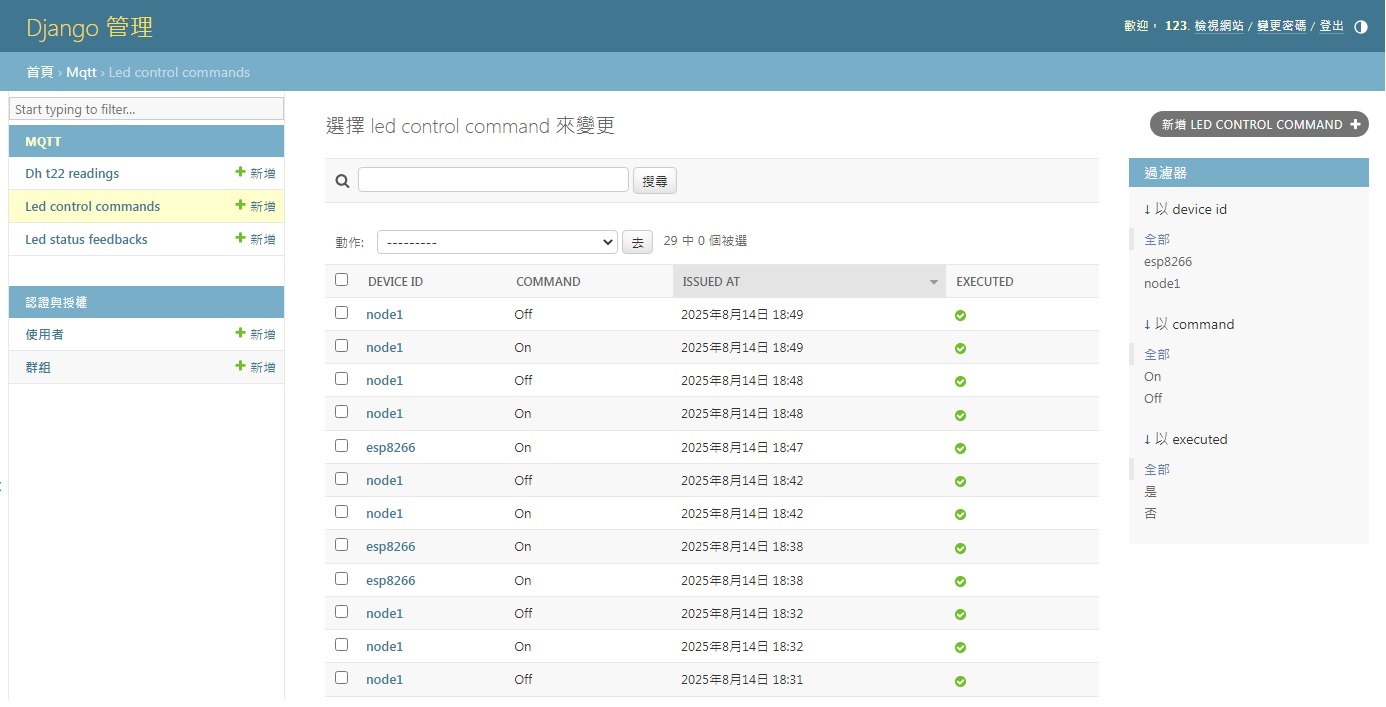 Django 管理
歡迎， 123. 檢視網站 / 變更密碼 / 登出
首頁 › Mqtt › Led control commands
Start typing to filter...
MQTT
Dh t22 readings 新增
Led control commands 新增
Led status feedbacks 新增
認證與授權
使用者 新增
群組 新增
選擇 led control command 來變更
新增 LED CONTROL COMMAND
搜尋
動作: --------- 去 29 中 0 個被選
DEVICE ID COMMAND ISSUED AT EXECUTED
node1 Off 2025年8月14日 18:49
node1 On 2025年8月14日 18:49
node1 Off 2025年8月14日 18:48
node1 On 2025年8月14日 18:48
esp8266 On 2025年8月14日 18:47
node1 Off 2025年8月14日 18:42
node1 On 2025年8月14日 18:42
esp8266 On 2025年8月14日 18:38
esp8266 On 2025年8月14日 18:38
node1 Off 2025年8月14日 18:32
node1 On 2025年8月14日 18:32
node1 Off 2025年8月14日 18:31
過濾器
↓ 以 device id
全部
esp8266
node1
↓ 以 command
全部
On
Off
↓ 以 executed
全部
是
否